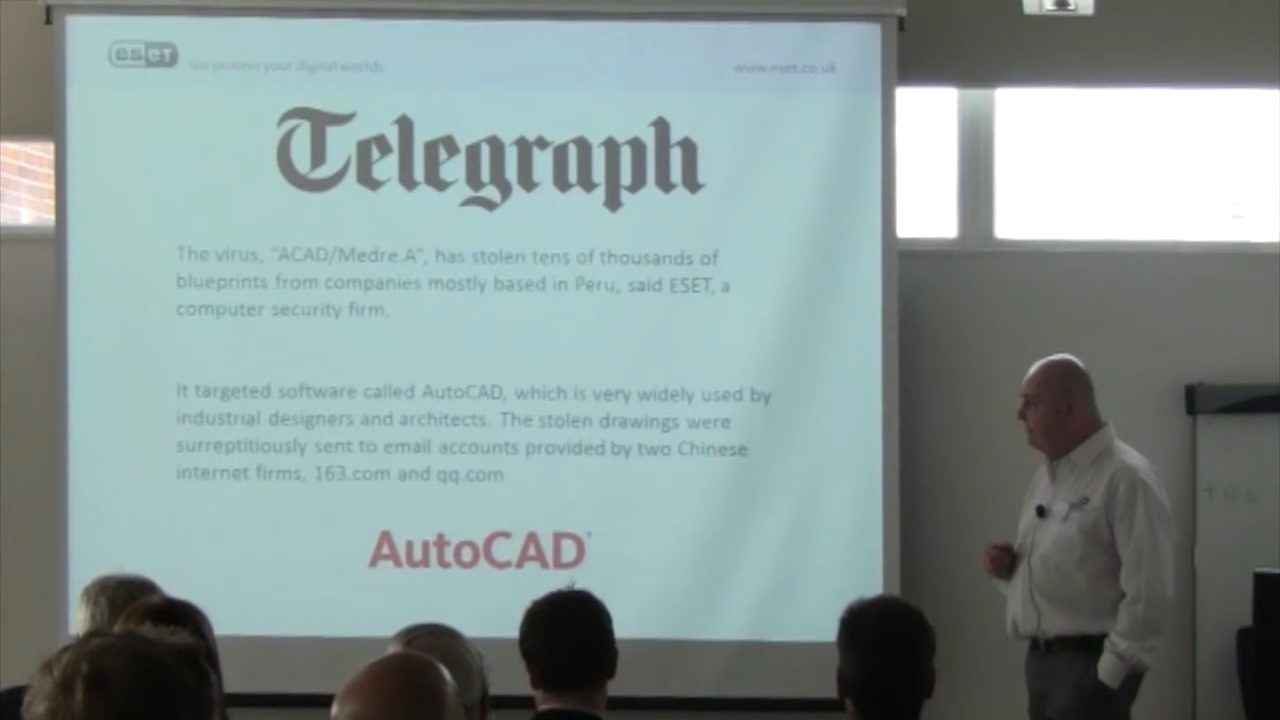 eset
we protect your digital worlds
www.eset.co.uk
Telegraph
The virus, “ACAD/Medre.A”, has stolen tens of thousands of
blueprints from companies mostly based in Peru, said ESET, a
computer security firm.
It targeted software called AutoCAD, which is very widely used by
industrial designers and architects. The stolen drawings were
surreptitiously sent to email accounts provided by two Chinese
internet firms, 163.com and qq.com
AutoCAD